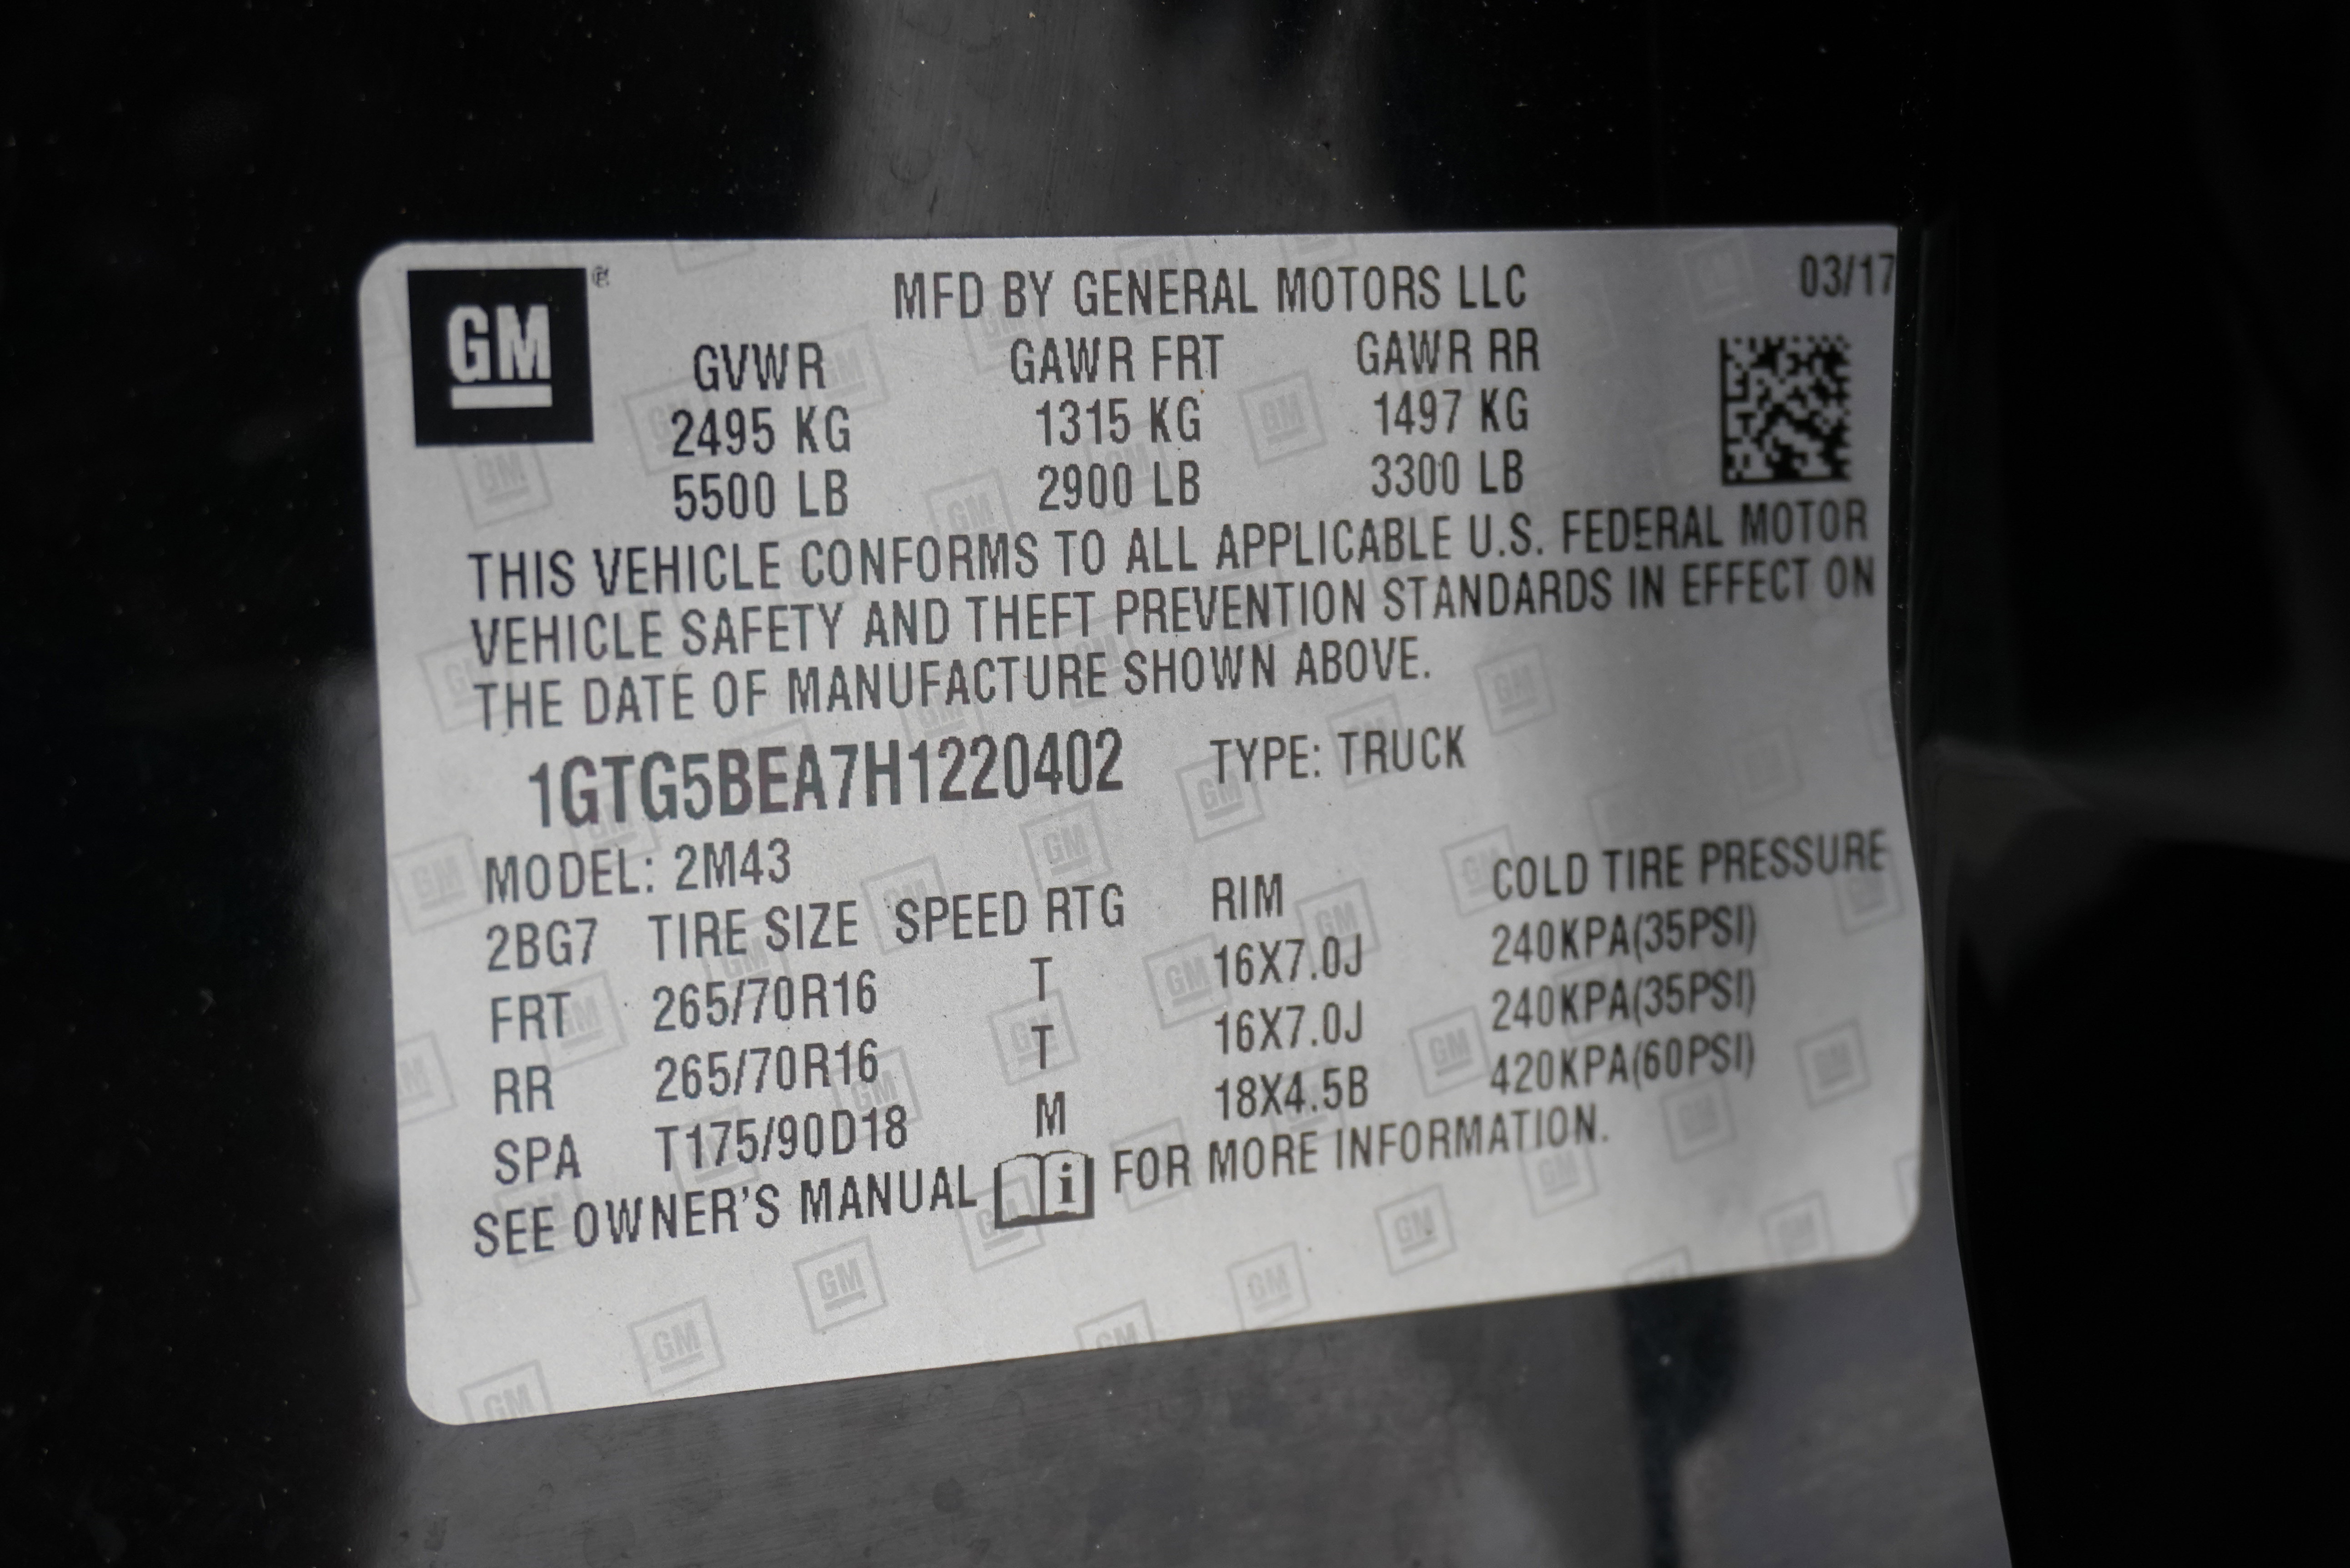 GM ® MFD BY GENERAL MOTORS LLC 03/17
GVWR GAWR FRT GAWR RR
2495 KG 1315 KG 1497 KG
5500 LB 2900 LB 3300 LB
THIS VEHICLE CONFORMS TO ALL APPLICABLE U.S. FEDERAL MOTOR
VEHICLE SAFETY AND THEFT PREVENTION STANDARDS IN EFFECT ON
THE DATE OF MANUFACTURE SHOWN ABOVE.
1GTG5BEA7H1220402 TYPE: TRUCK
MODEL: 2M43
2BG7 TIRE SIZE SPEED RTG RIM COLD TIRE PRESSURE
FRT 265/70R16 T 16X7.0J 240KPA(35PSI)
RR 265/70R16 T 16X7.0J 240KPA(35PSI)
SPA T175/90D18 M 18X4.5B 420KPA(60PSI)
SEE OWNER'S MANUAL i FOR MORE INFORMATION.